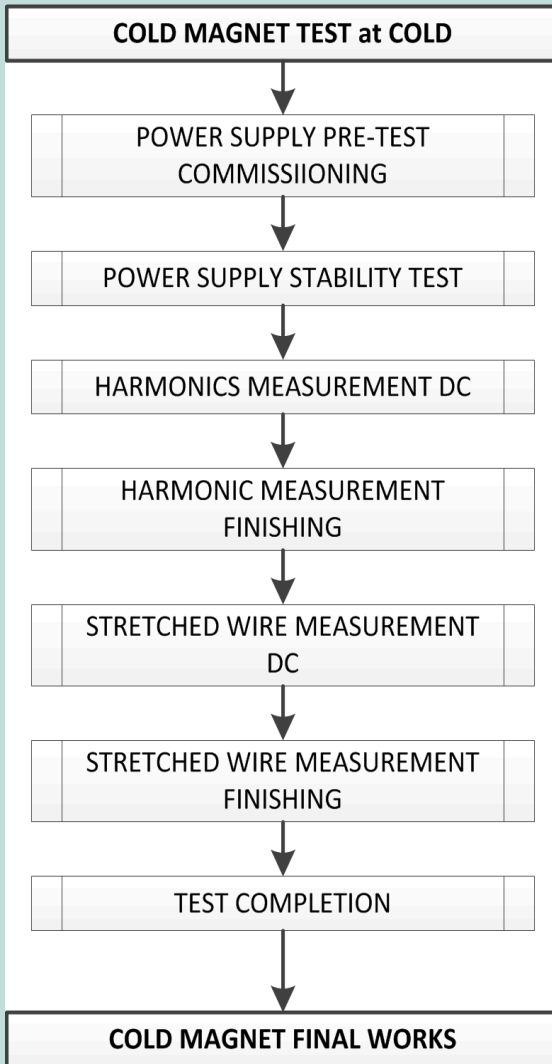 COLD MAGNET TEST at COLD
POWER SUPPLY PRE-TEST
COMMISSIIONING
POWER SUPPLY STABILITY TEST
HARMONICS MEASUREMENT DC
HARMONIC MEASUREMENT
FINISHING
STRETCHED WIRE MEASUREMENT
DC
STRETCHED WIRE MEASUREMENT
FINISHING
TEST COMPLETION
COLD MAGNET FINAL WORKS